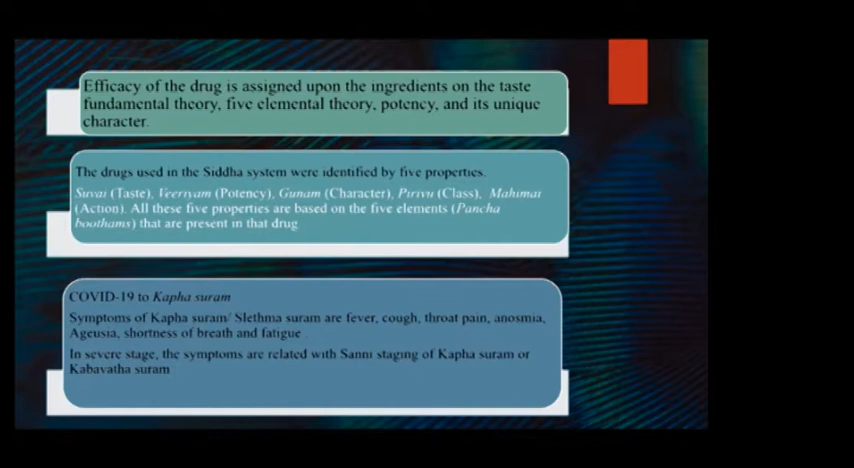 Efficacy of the drug is assigned upon the ingredients on the taste
fundamental theory, five elemental theory, potency, and its unique
character.
The drugs used in the Siddha system were identified by five properties.
Suvai (Taste), Veeriyam (Potency), Gunam (Character), Pirivu (Class), Mahimai
(Action). All these five properties are based on the five elements (Pancha
boothams) that are present in that drug
COVID-19 to Kapha suram
Symptoms of Kapha suram/ Slethma suram are fever, cough, throat pain, anosmia,
Ageusia, shortness of breath and fatigue
In severe stage, the symptoms are related with Sanni staging of Kapha suram or
Kabavatha suram